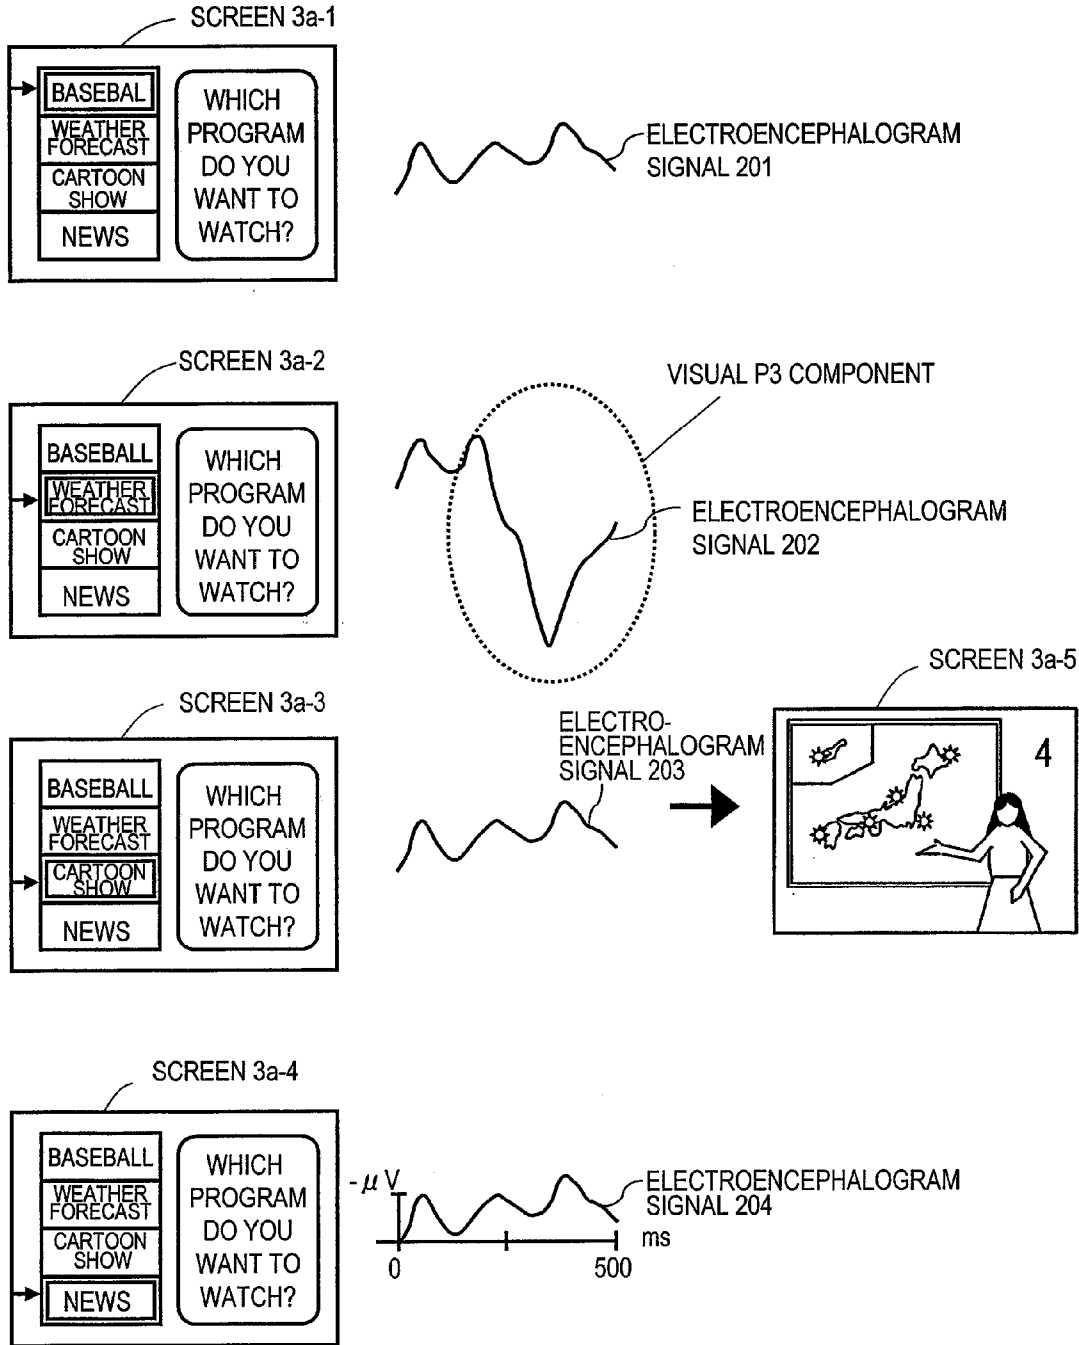 SCREEN 3a-1
BASEBAL
WEATHER
FORECAST
CARTOON
SHOW
NEWS
WHICH
PROGRAM
DO YOU
WANT TO
WATCH?
ELECTROENCEPHALOGRAM
SIGNAL 201
SCREEN 3a-2
BASEBALL
WEATHER
FORECAST
CARTOON
SHOW
NEWS
WHICH
PROGRAM
DO YOU
WANT TO
WATCH?
VISUAL P3 COMPONENT
ELECTROENCEPHALOGRAM
SIGNAL 202
SCREEN 3a-3
BASEBALL
WEATHER
FORECAST
CARTOON
SHOW
NEWS
WHICH
PROGRAM
DO YOU
WANT TO
WATCH?
ELECTRO-
ENCEPHALOGRAM
SIGNAL 203
SCREEN 3a-5
4
SCREEN 3a-4
BASEBALL
WEATHER
FORECAST
CARTOON
SHOW
NEWS
WHICH
PROGRAM
DO YOU
WANT TO
WATCH?
-μV
ELECTROENCEPHALOGRAM
SIGNAL 204
ms
0
500